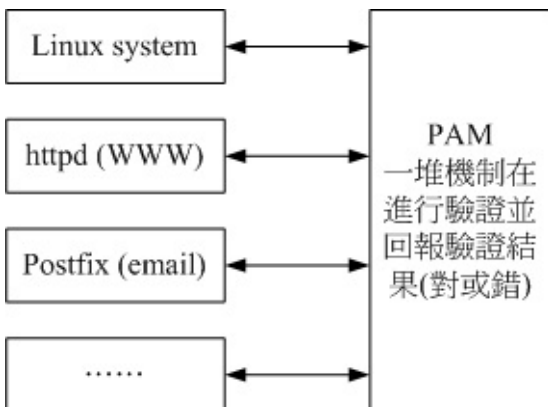 Linux system
httpd (WWW)
Postfix (email)
······
PAM
一堆機制在
進行驗證並
回報驗證結
果(對或錯)